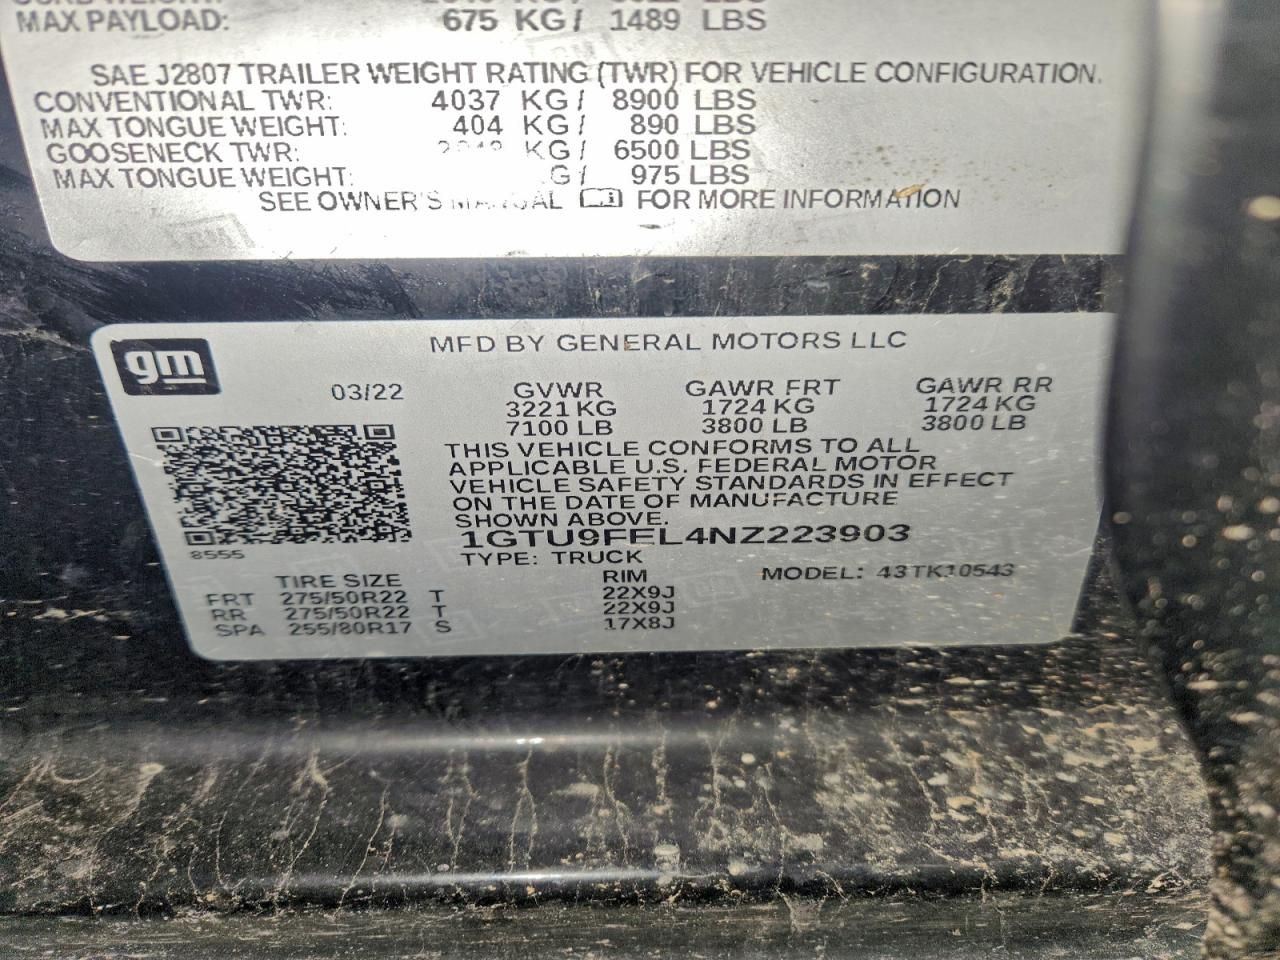 MAX PAYLOAD: 675 KG / 1489 LBS
SAE J2807 TRAILER WEIGHT RATING (TWR) FOR VEHICLE CONFIGURATION.
CONVENTIONAL TWR: 4037 KG / 8900 LBS
MAX TONGUE WEIGHT: 404 KG / 890 LBS
GOOSENECK TWR: KG / 6500 LBS
MAX TONGUE WEIGHT: G / 975 LBS
SEE OWNER'S MANUAL FOR MORE INFORMATION
gm
MFD BY GENERAL MOTORS LLC
03/22 GVWR GAWR FRT GAWR RR
3221 KG 1724 KG 1724 KG
7100 LB 3800 LB 3800 LB
THIS VEHICLE CONFORMS TO ALL
APPLICABLE U.S. FEDERAL MOTOR
VEHICLE SAFETY STANDARDS IN EFFECT
ON THE DATE OF MANUFACTURE
SHOWN ABOVE.
1GTU9FEL4NZ223903
8555
TYPE: TRUCK
MODEL: 43TK10543
TIRE SIZE RIM
FRT 275/50R22 T 22X9J
RR 275/50R22 T 22X9J
SPA 255/80R17 S 17X8J